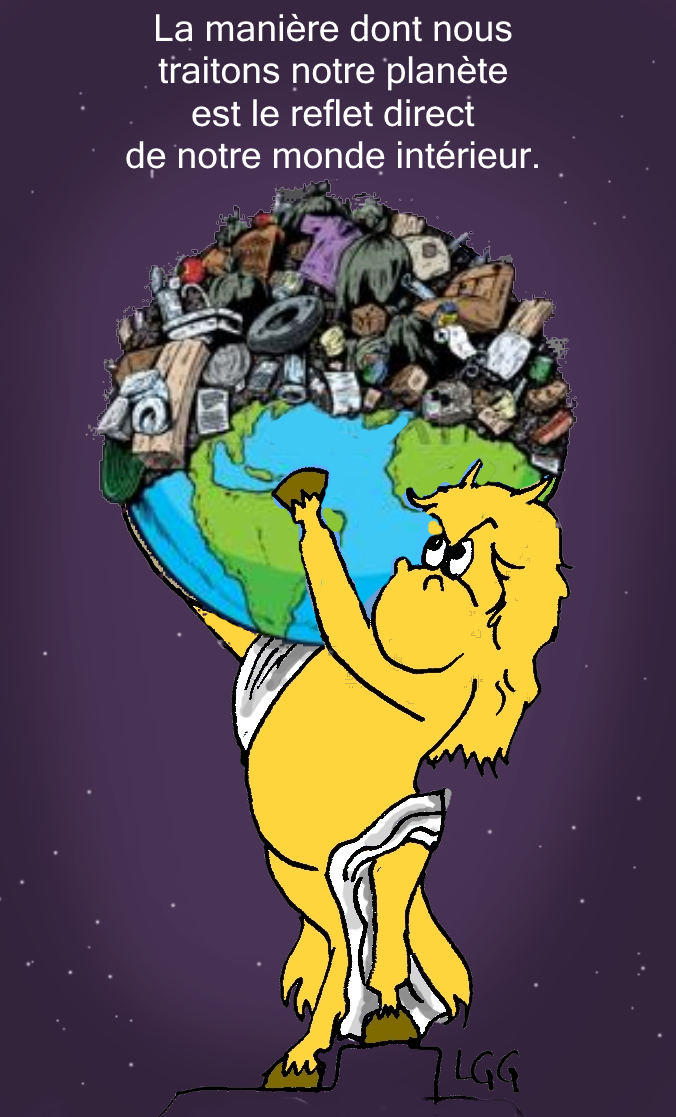 La manière dont nous
traitons notre planète
est le reflet direct
de notre monde intérieur.
LGG